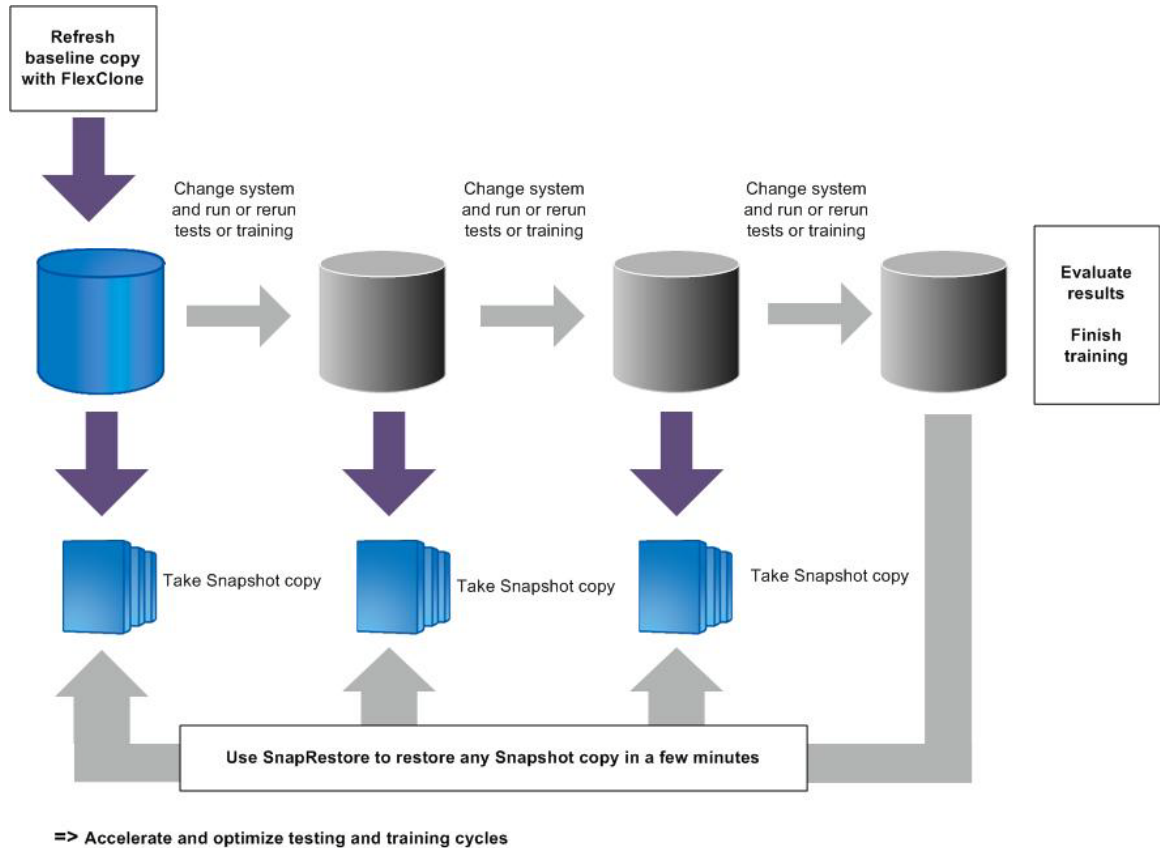 Refresh
baseline copy
with FlexClone
Change system
and run or rerun
tests or training
Change system
and run or rerun
tests or training
Change system
and run or rerun
tests or training
Evaluate
results
Finish
training
Take Snapshot copy
Take Snapshot copy
Take Snapshot copy
Use SnapRestore to restore any Snapshot copy in a few minutes
=> Accelerate and optimize testing and training cycles